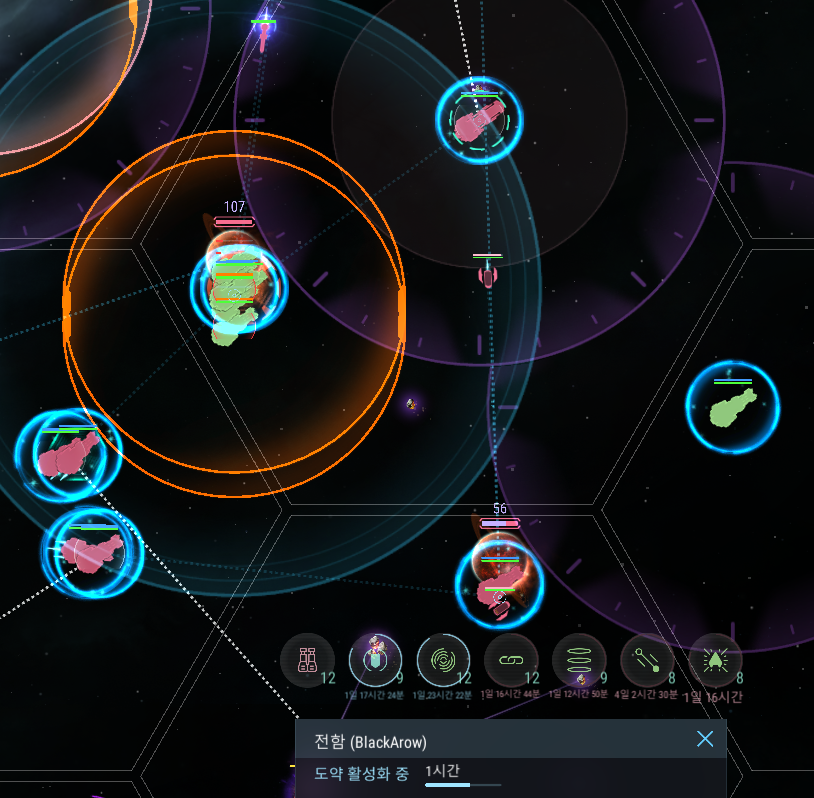 107
56
12 9 12 12 9 8 8
1일 17시간 24분 1일,23시간 22분 1일 16시간 44분 1일 12시간 50분 4일 2시간 30분 1일 16시간
전함 (BlackArow)
도약 활성화 중 1시간